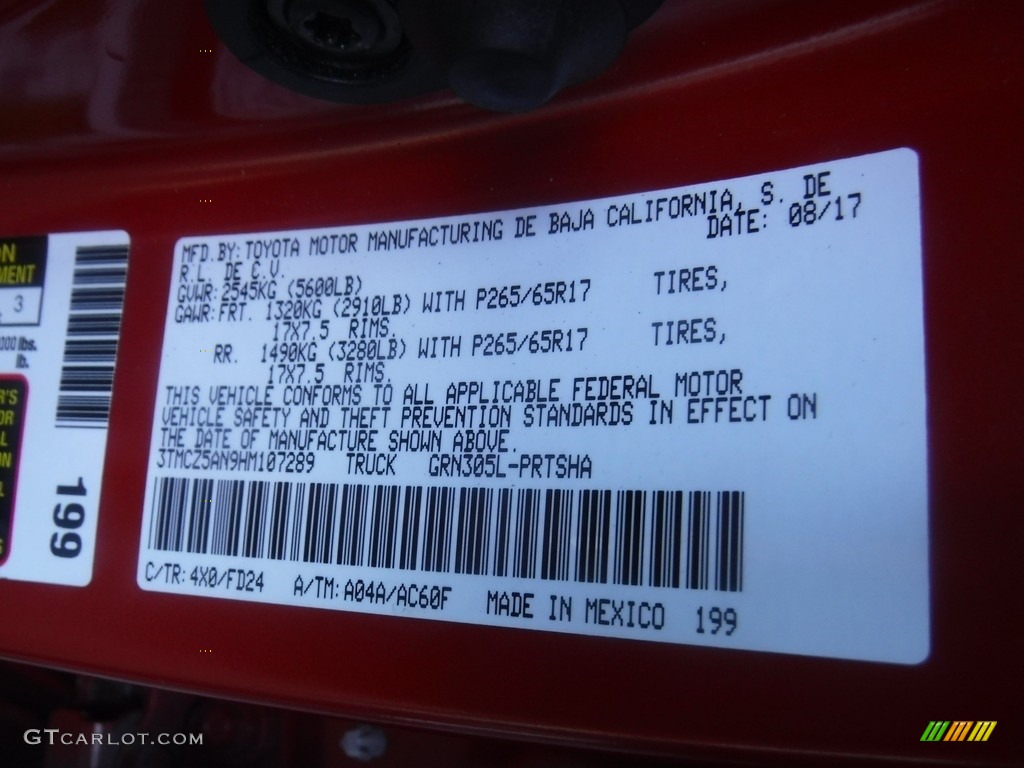 MFD. BY: TOYOTA MOTOR MANUFACTURING DE BAJA CALIFORNIA, S. DE
R.L. DE C.V. DATE: 08/17
GVWR: 2545KG (5600LB)
GAWR: FRT. 1320KG (2910LB) WITH P265/65R17 TIRES,
17X7.5 RIMS.
RR. 1490KG (3280LB) WITH P265/65R17 TIRES,
17X7.5 RIMS.
THIS VEHICLE CONFORMS TO ALL APPLICABLE FEDERAL MOTOR
VEHICLE SAFETY AND THEFT PREVENTION STANDARDS IN EFFECT ON
THE DATE OF MANUFACTURE SHOWN ABOVE.
3TMCZ5AN9HM107289 TRUCK GRN305L-PRTSHA
C/TR: 4X0/FD24 A/TM: A04A/AC60F MADE IN MEXICO 199
3
000 lbs.
lb.
199
GTCARLOT.COM